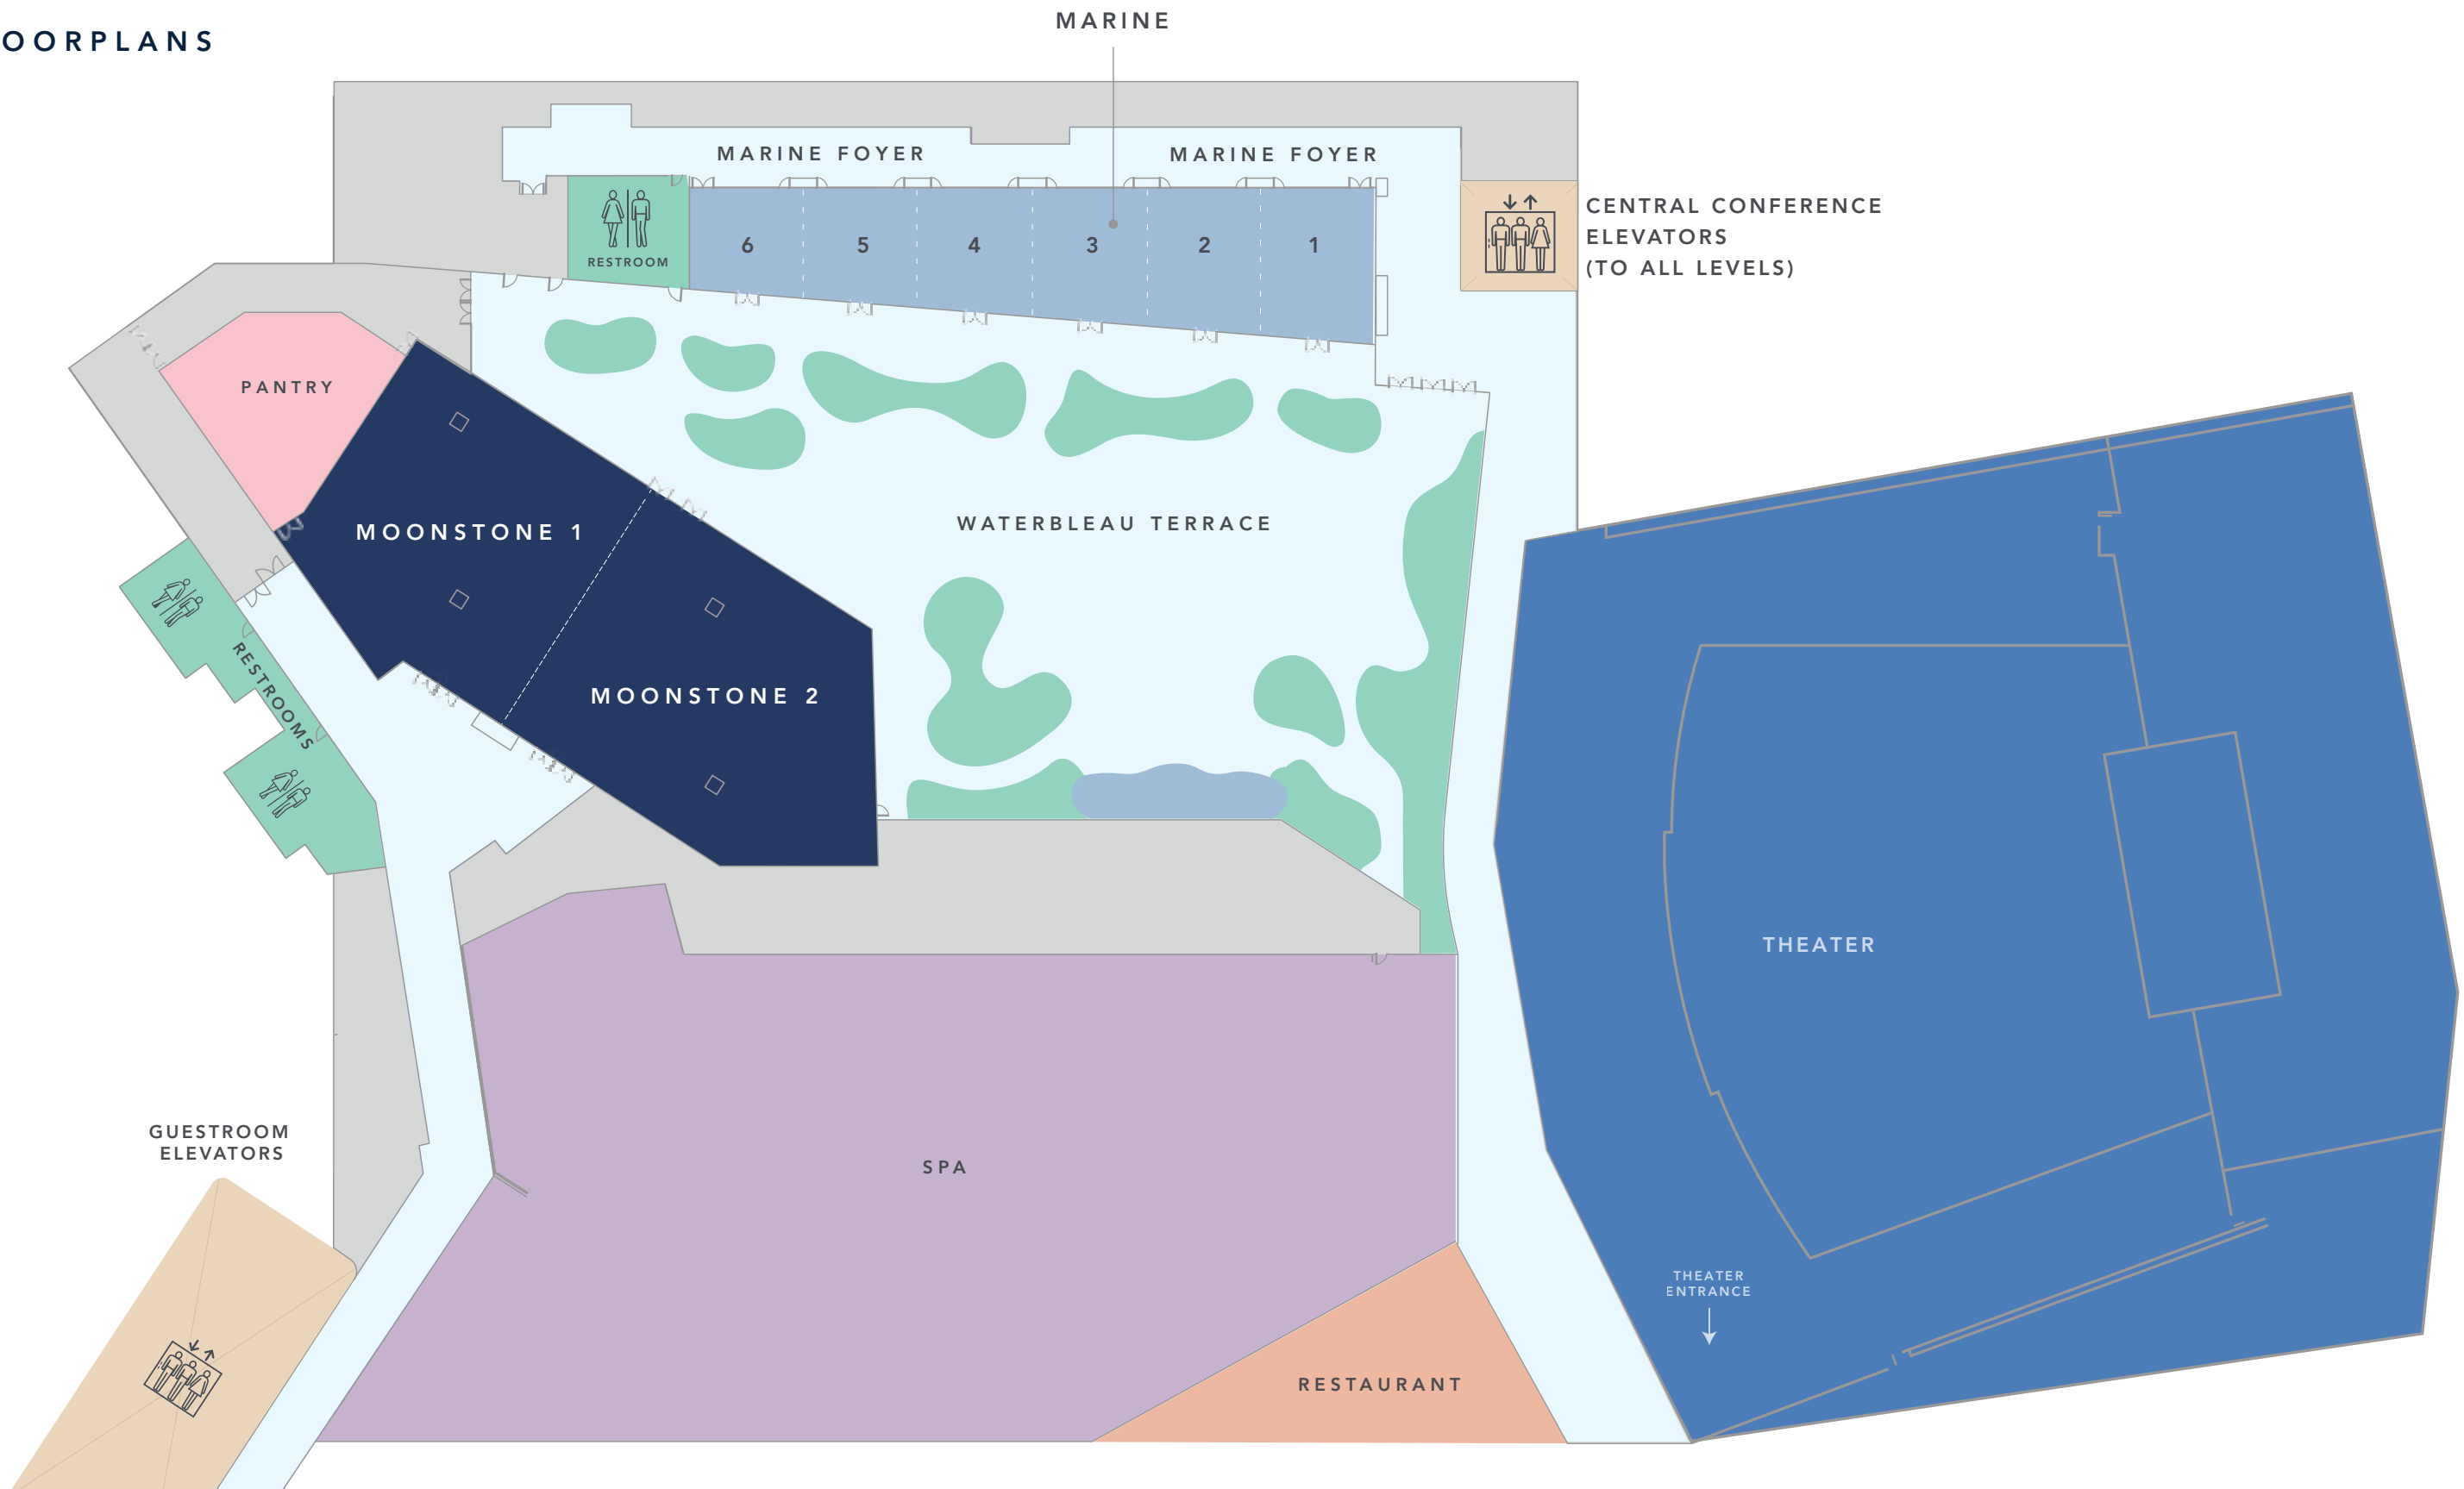 OORPLANS
MARINE
MARINE FOYER
MARINE FOYER
RESTROOM
6
5
4
3
2
1
CENTRAL CONFERENCE
ELEVATORS
(TO ALL LEVELS)
PANTRY
MOONSTONE 1
WATERBLEAU TERRACE
RESTROOMS
MOONSTONE 2
THEATER
GUESTROOM
ELEVATORS
SPA
THEATER
ENTRANCE
RESTAURANT